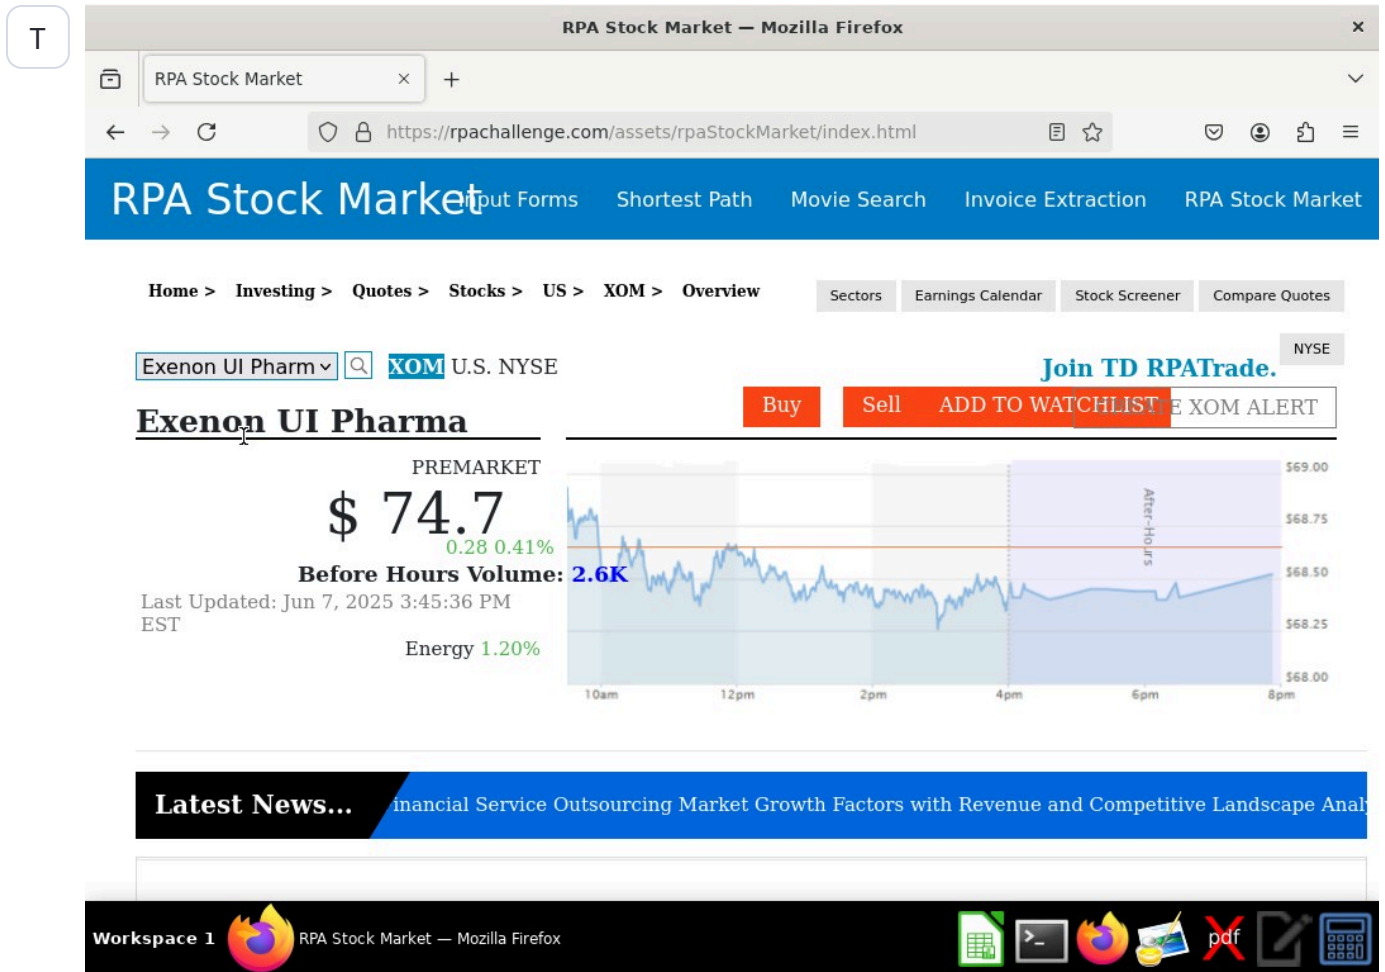 T
RPA Stock Market — Mozilla Firefox
RPA Stock Market
https://rpachallenge.com/assets/rpaStockMarket/index.html
RPA Stock Market Input Forms Shortest Path Movie Search Invoice Extraction RPA Stock Market
Home > Investing > Quotes > Stocks > US > XOM > Overview
Sectors Earnings Calendar Stock Screener Compare Quotes
NYSE
Exenon UI Pharm XOM U.S. NYSE
Join TD RPATrade.
Exenon UI Pharma
Buy Sell ADD TO WATCHLIST CREATE XOM ALERT
PREMARKET
$ 74.7
0.28 0.41%
Before Hours Volume: 2.6K
Last Updated: Jun 7, 2025 3:45:36 PM
EST
Energy 1.20%
After-Hours
$69.00
$68.75
$68.50
$68.25
$68.00
10am 12pm 2pm 4pm 6pm 8pm
Latest News... inancial Service Outsourcing Market Growth Factors with Revenue and Competitive Landscape Analy
Workspace 1 RPA Stock Market — Mozilla Firefox
pdf